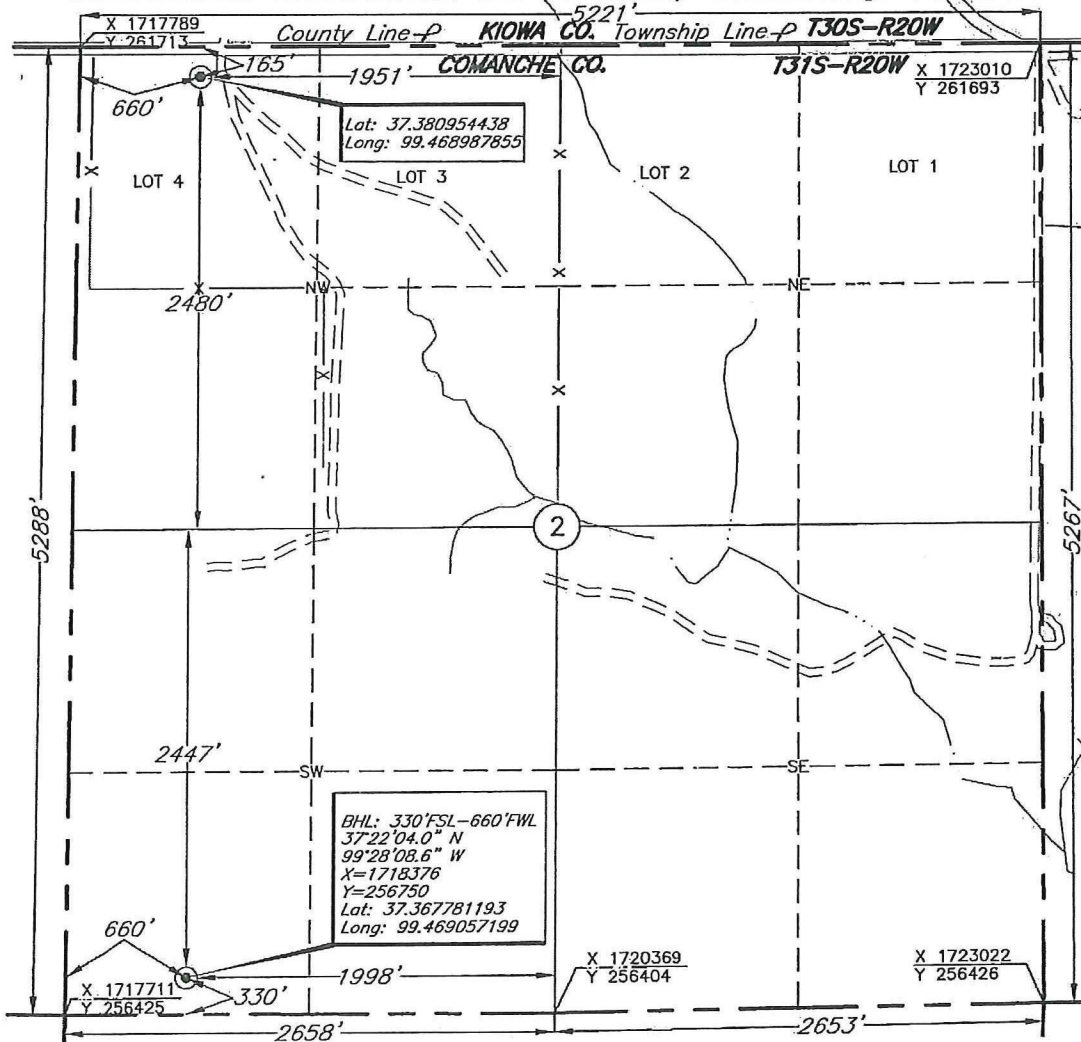 5221'
X 1717789
Y 261713
County Line
KIOWA CO.
Township Line
T30S-R20W
165'
1951'
COMANCHE CO.
T31S-R20W
X 1723010
Y 261693
660'
Lat: 37.380954438
Long: 99.468987855
X
LOT 4
LOT 3
X
LOT 2
LOT 1
X
X
NW
NE
2480'
X
X
5288'
2
5267'
2447'
SW
SE
BHL: 330'FSL-660'FWL
37°22'04.0" N
99°28'08.6" W
X=1718376
Y=256750
Lat: 37.367781193
Long: 99.469057199
660'
1998'
X 1717711
Y 256425
330'
X 1720369
Y 256404
X 1723022
Y 256426
2658'
2653'